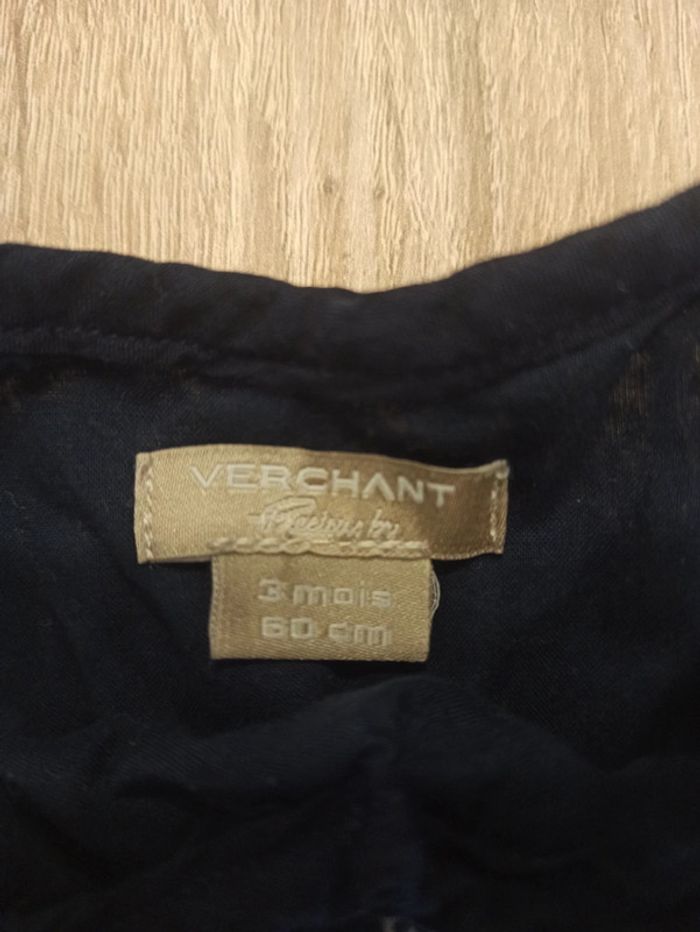 VERCHANT
Precious by
3 mois
60 cm